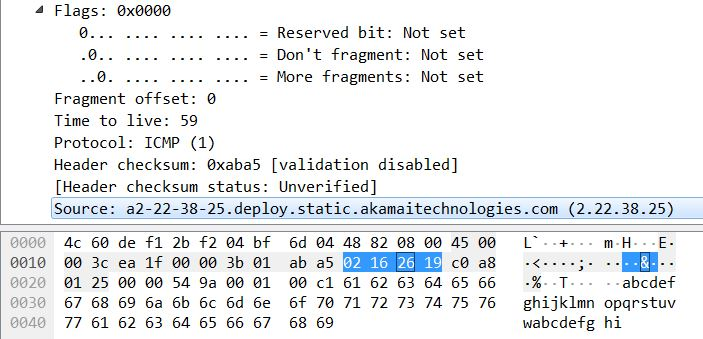 Flags: 0x0000
0... .... .... .... = Reserved bit: Not set
.0.. .... .... .... = Don't fragment: Not set
..0. .... .... .... = More fragments: Not set
Fragment offset: 0
Time to live: 59
Protocol: ICMP (1)
Header checksum: 0xaba5 [validation disabled]
[Header checksum status: Unverified]
Source: a2-22-38-25.deploy.static.akamaitechnologies.com (2.22.38.25)
0000 4c 60 de f1 2b f2 04 bf 6d 04 48 82 08 00 45 00 L`··+··· m·H···E·
0010 00 3c ea 1f 00 00 3b 01 ab a5 02 16 26 19 c0 a8 ·<····;· ····&···
0020 01 25 00 00 54 9a 00 01 00 c1 61 62 63 64 65 66 ·%··T··· ··abcdef
0030 67 68 69 6a 6b 6c 6d 6e 6f 70 71 72 73 74 75 76 ghijklmn opqrstuv
0040 77 61 62 63 64 65 66 67 68 69 wabcdefg hi